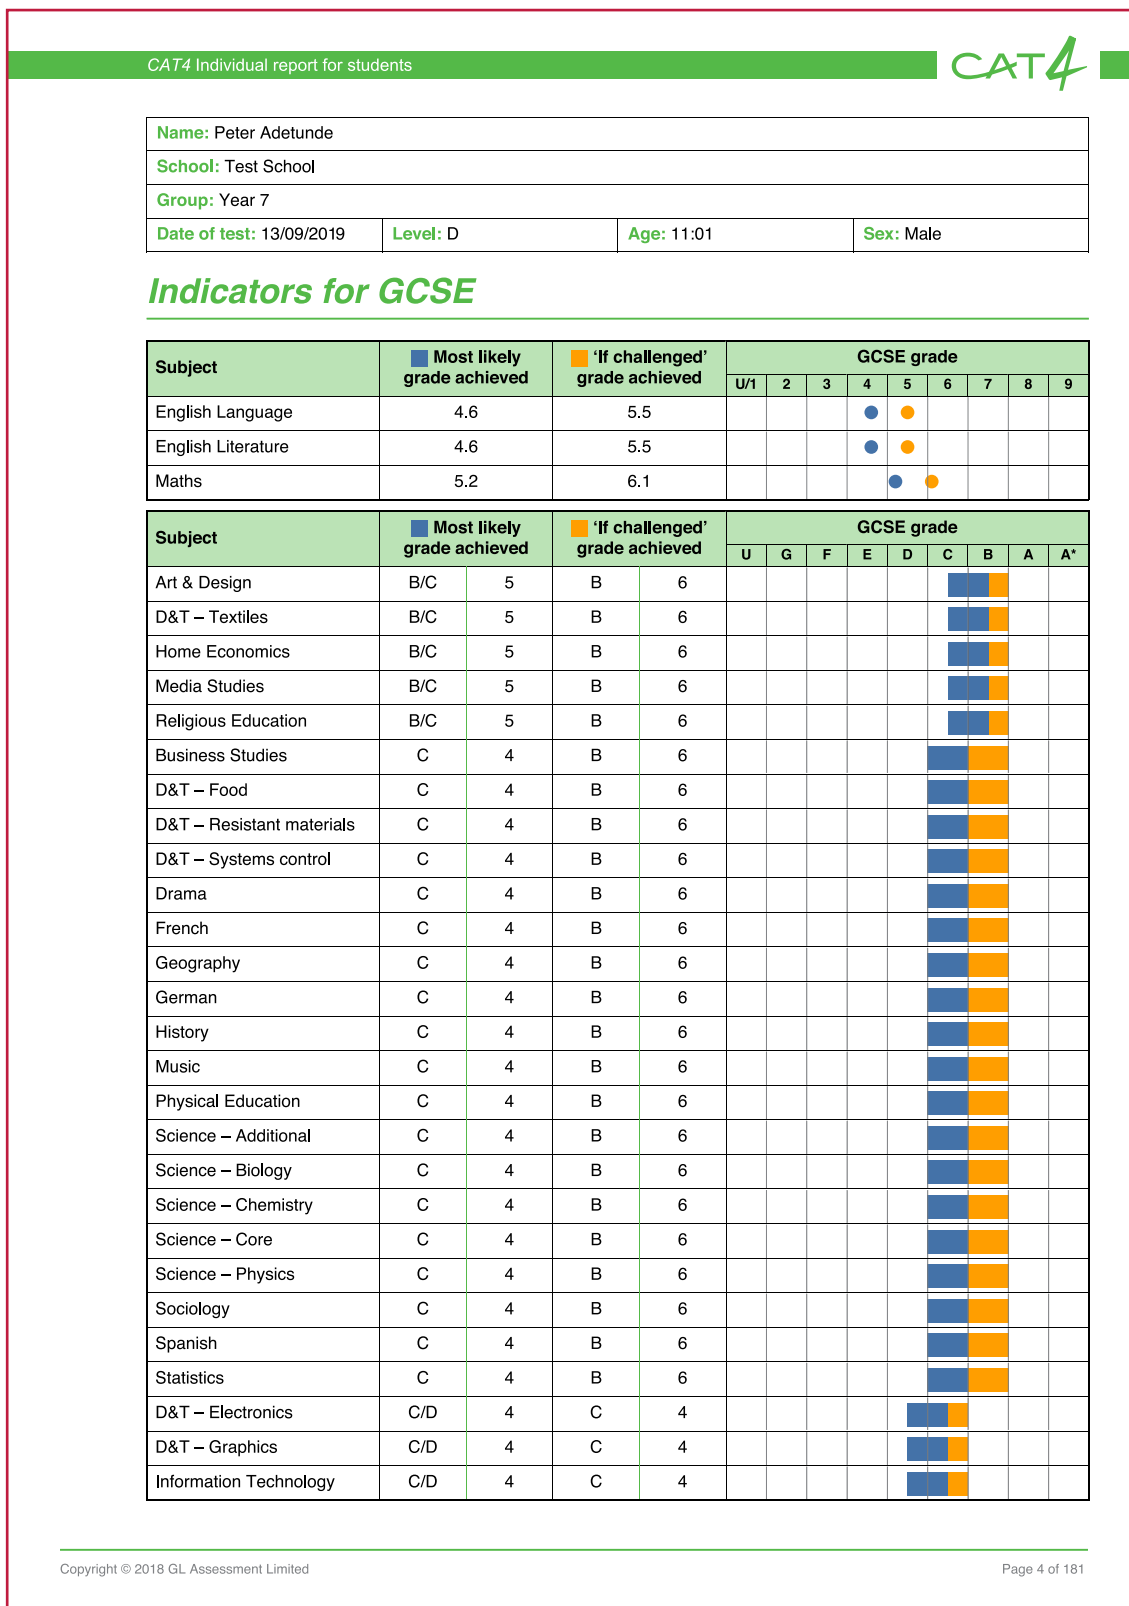 CAT4 Individual report for students
CAT4
Name: Peter Adetunde
School: Test School
Group: Year 7
Date of test: 13/09/2019 Level: D Age: 11:01 Sex: Male
Indicators for GCSE
Subject Most likely grade achieved 'If challenged' grade achieved GCSE grade
U/1 2 3 4 5 6 7 8 9
English Language 4.6 5.5
English Literature 4.6 5.5
Maths 5.2 6.1
Subject Most likely grade achieved 'If challenged' grade achieved GCSE grade
U G F E D C B A A*
Art & Design B/C 5 B 6
D&T – Textiles B/C 5 B 6
Home Economics B/C 5 B 6
Media Studies B/C 5 B 6
Religious Education B/C 5 B 6
Business Studies C 4 B 6
D&T – Food C 4 B 6
D&T – Resistant materials C 4 B 6
D&T – Systems control C 4 B 6
Drama C 4 B 6
French C 4 B 6
Geography C 4 B 6
German C 4 B 6
History C 4 B 6
Music C 4 B 6
Physical Education C 4 B 6
Science – Additional C 4 B 6
Science – Biology C 4 B 6
Science – Chemistry C 4 B 6
Science – Core C 4 B 6
Science – Physics C 4 B 6
Sociology C 4 B 6
Spanish C 4 B 6
Statistics C 4 B 6
D&T – Electronics C/D 4 C 4
D&T – Graphics C/D 4 C 4
Information Technology C/D 4 C 4
Copyright © 2018 GL Assessment Limited Page 4 of 181